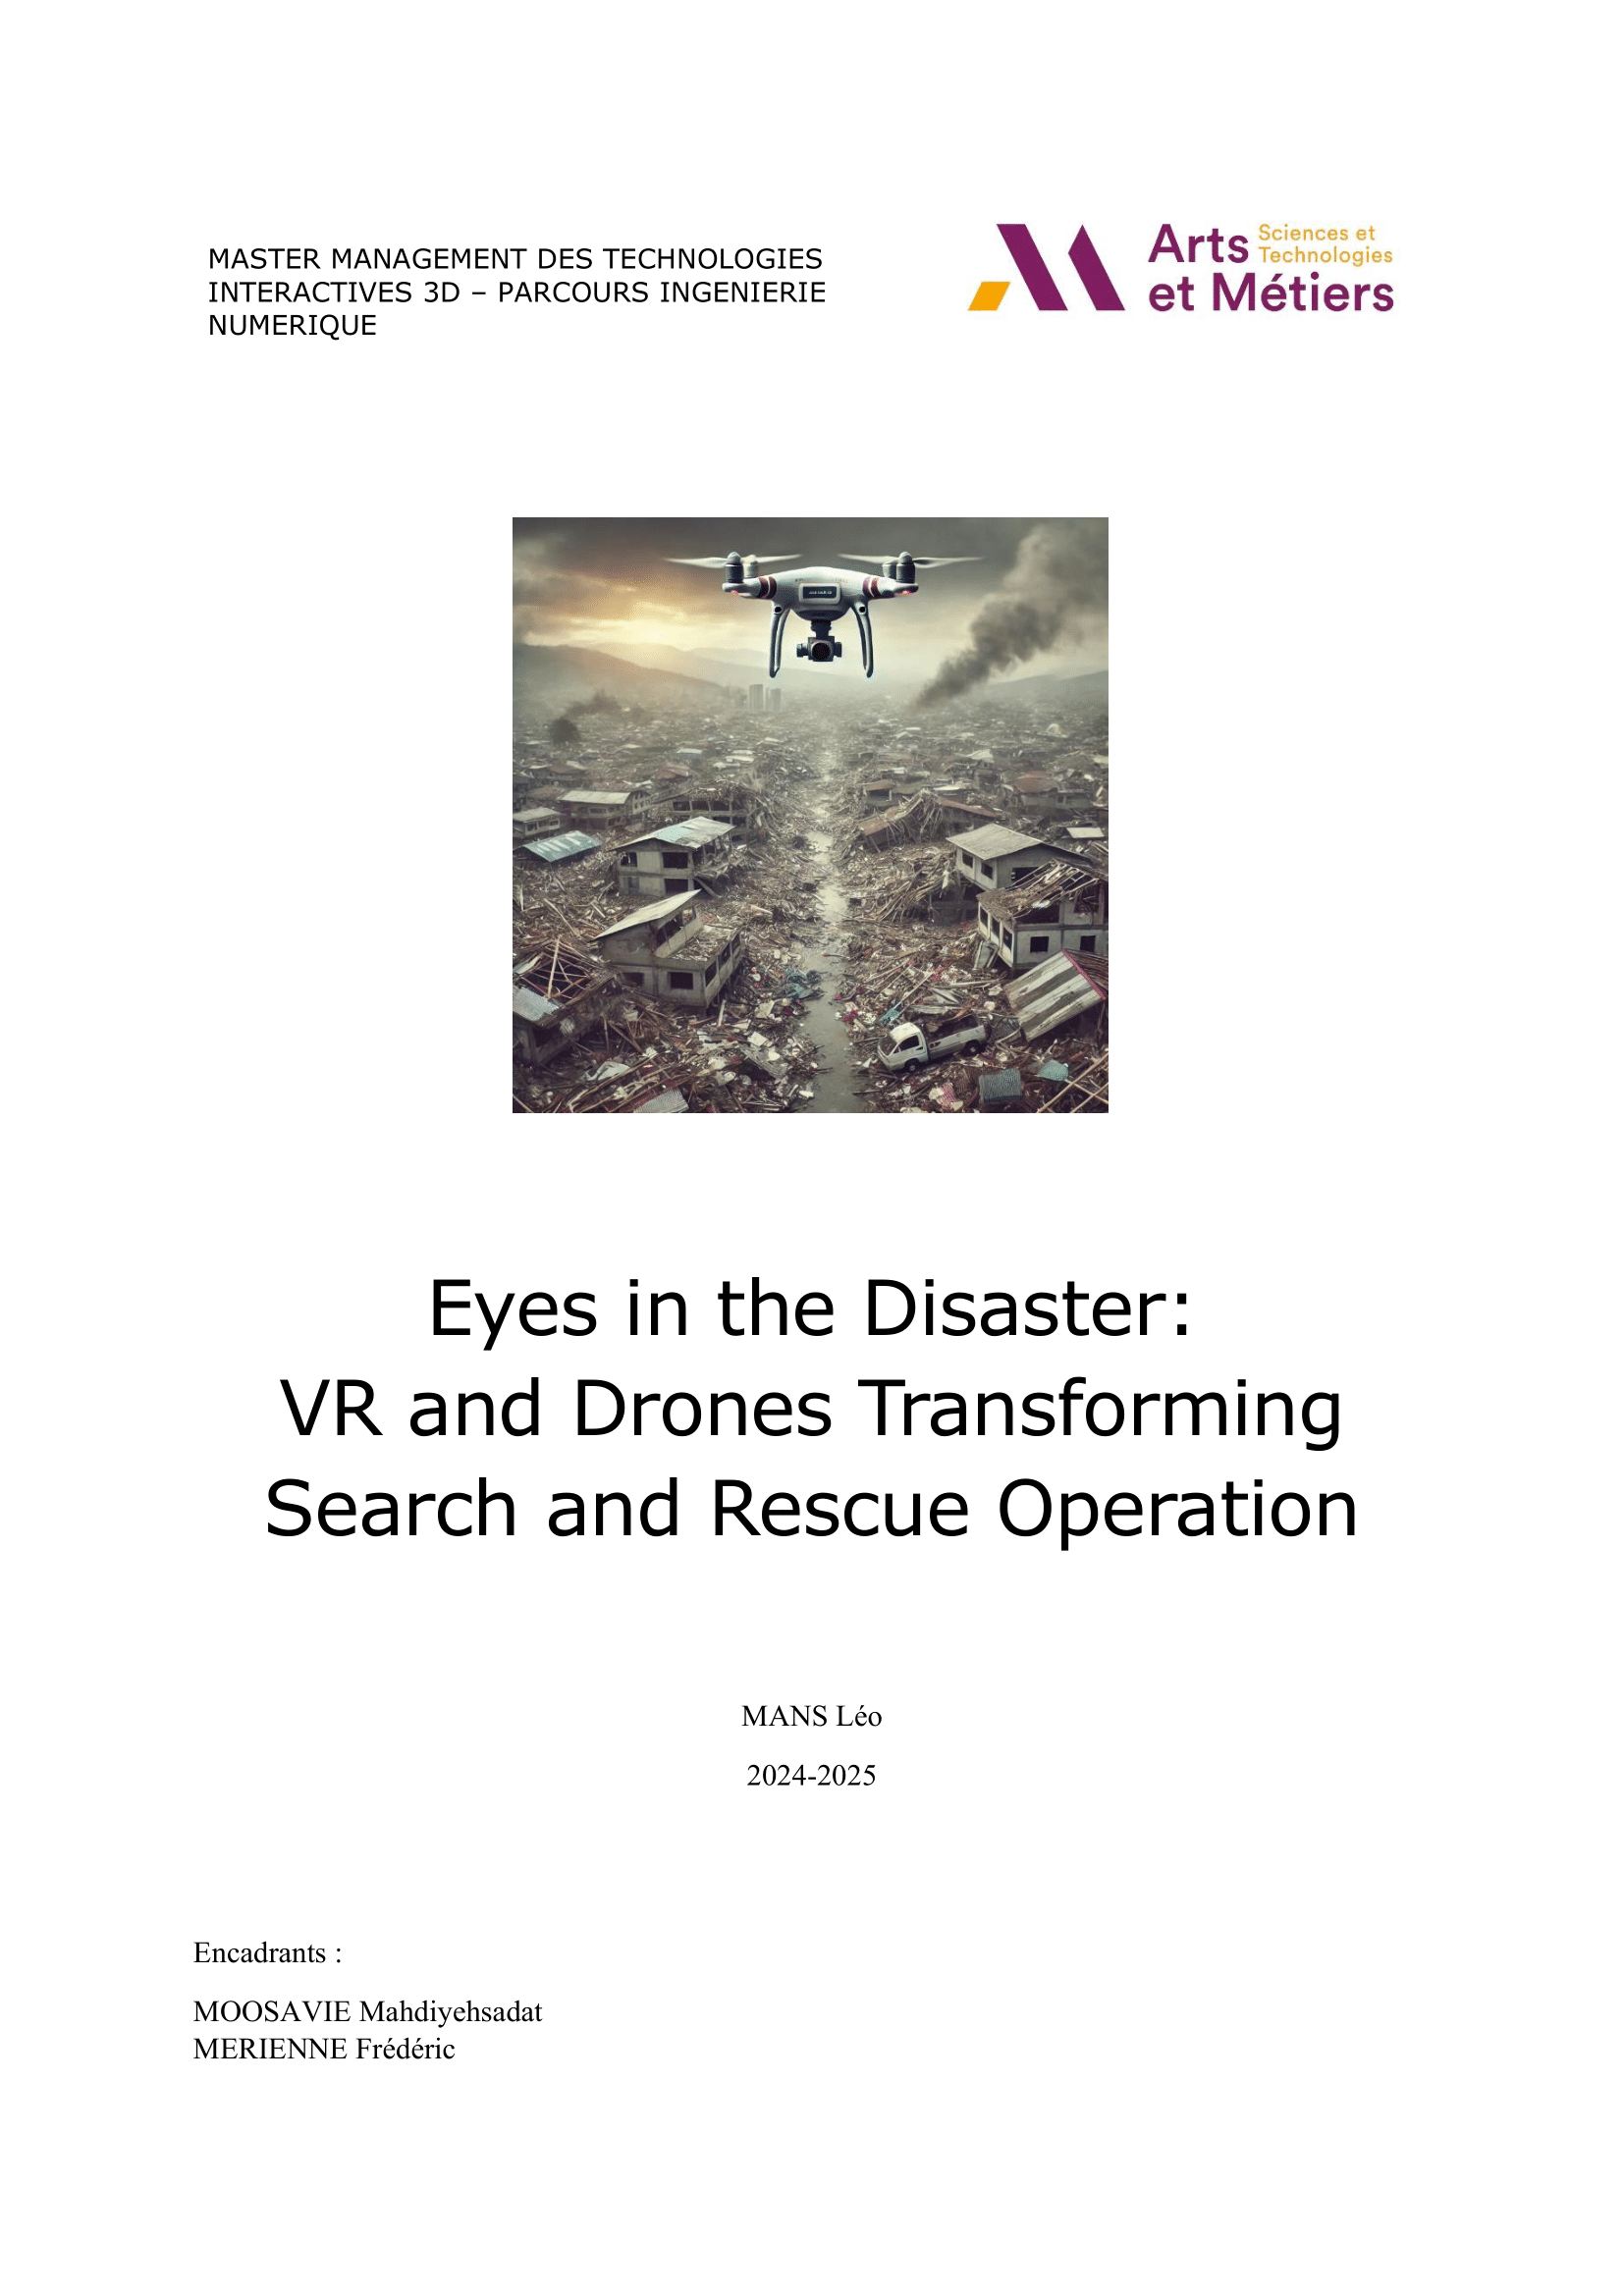 MASTER MANAGEMENT DES TECHNOLOGIES
INTERACTIVES 3D – PARCOURS INGENIERIE
NUMERIQUE
Arts Sciences et Technologies
et Métiers
Eyes in the Disaster:
VR and Drones Transforming
Search and Rescue Operation
MANS Léo
2024-2025
Encadrants :
MOOSAVIE Mahdiyehsadat
MERIENNE Frédéric